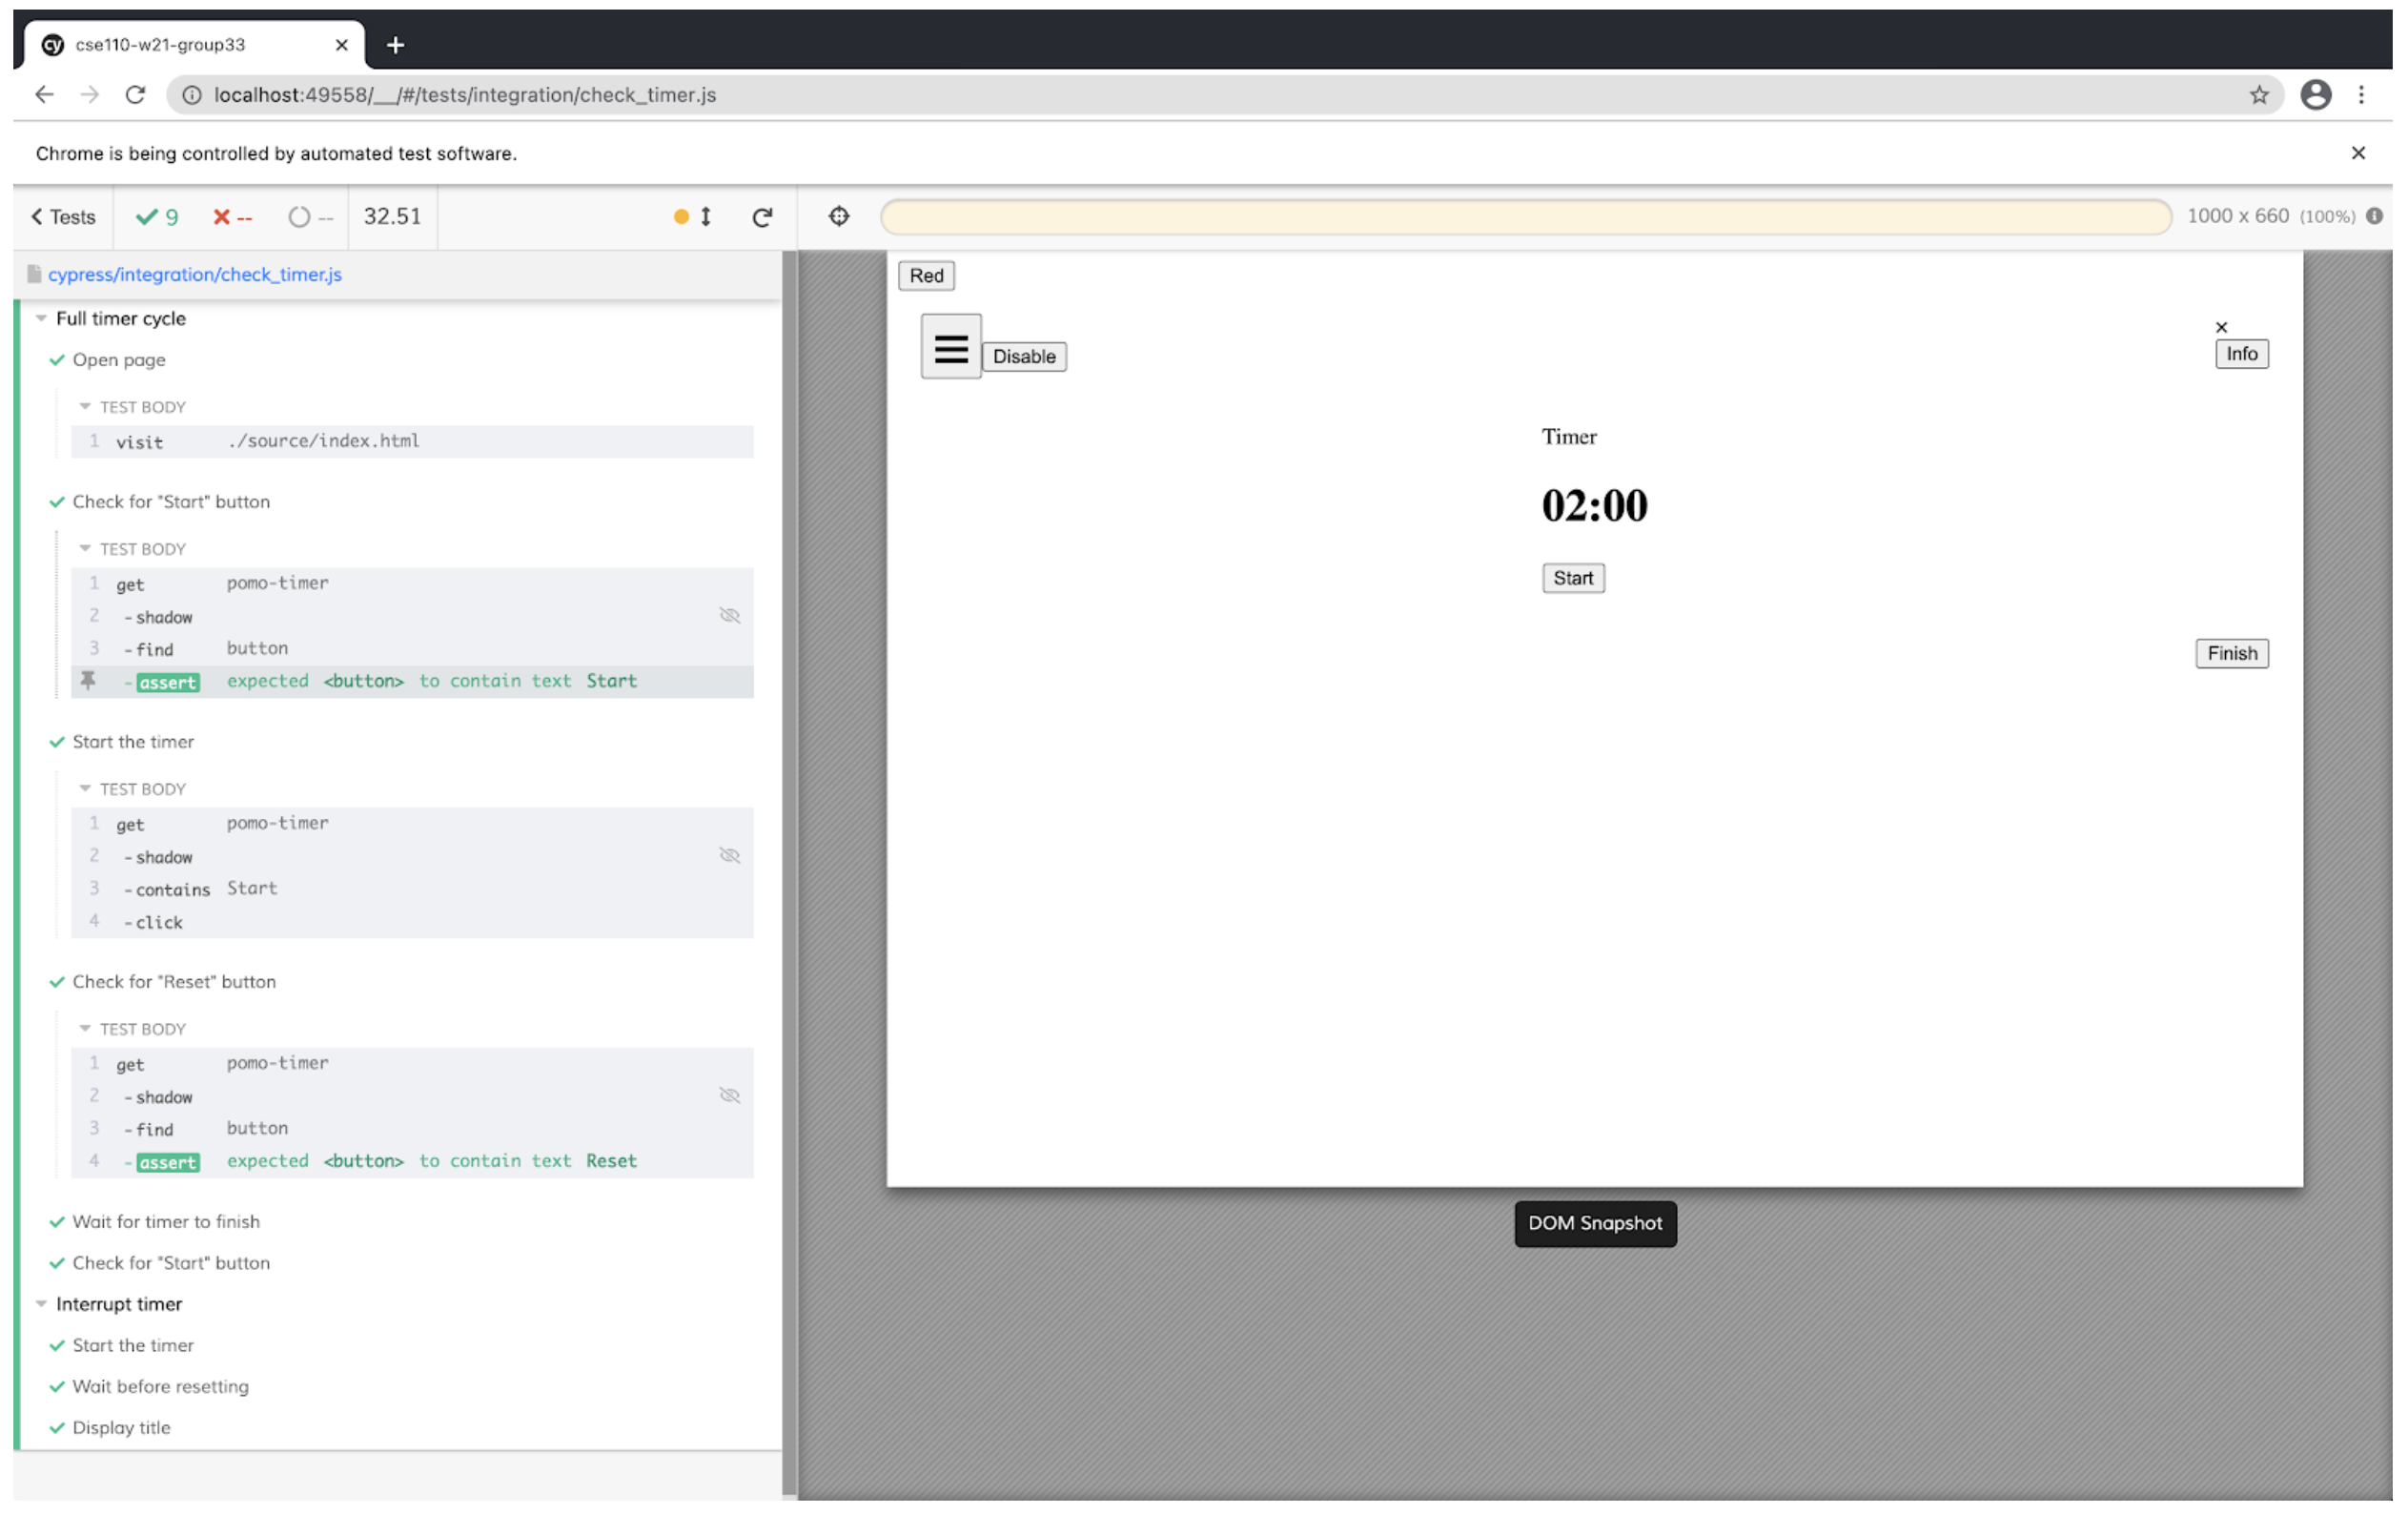 cse110-w21-group33
localhost:49558/__/#/tests/integration/check_timer.js
Chrome is being controlled by automated test software.
Tests 9 -- -- 32.51
1000 x 660 (100%)
cypress/integration/check_timer.js
Full timer cycle
Open page
TEST BODY
1 visit ./source/index.html
Check for "Start" button
TEST BODY
1 get pomo-timer
2 -shadow
3 -find button
-assert expected <button> to contain text Start
Start the timer
TEST BODY
1 get pomo-timer
2 -shadow
3 -contains Start
4 -click
Check for "Reset" button
TEST BODY
1 get pomo-timer
2 -shadow
3 -find button
4 -assert expected <button> to contain text Reset
Wait for timer to finish
Check for "Start" button
Interrupt timer
Start the timer
Wait before resetting
Display title
Red
Disable
×
Info
Timer
02:00
Start
Finish
DOM Snapshot